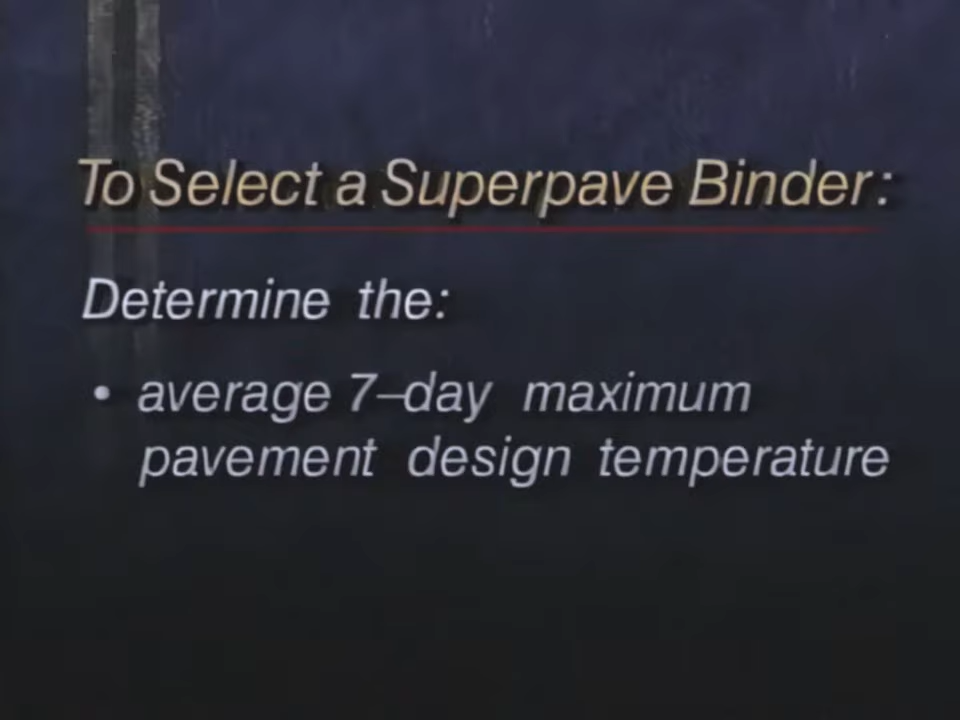 To Select a Superpave Binder:
Determine the:
• average 7–day maximum
pavement design temperature